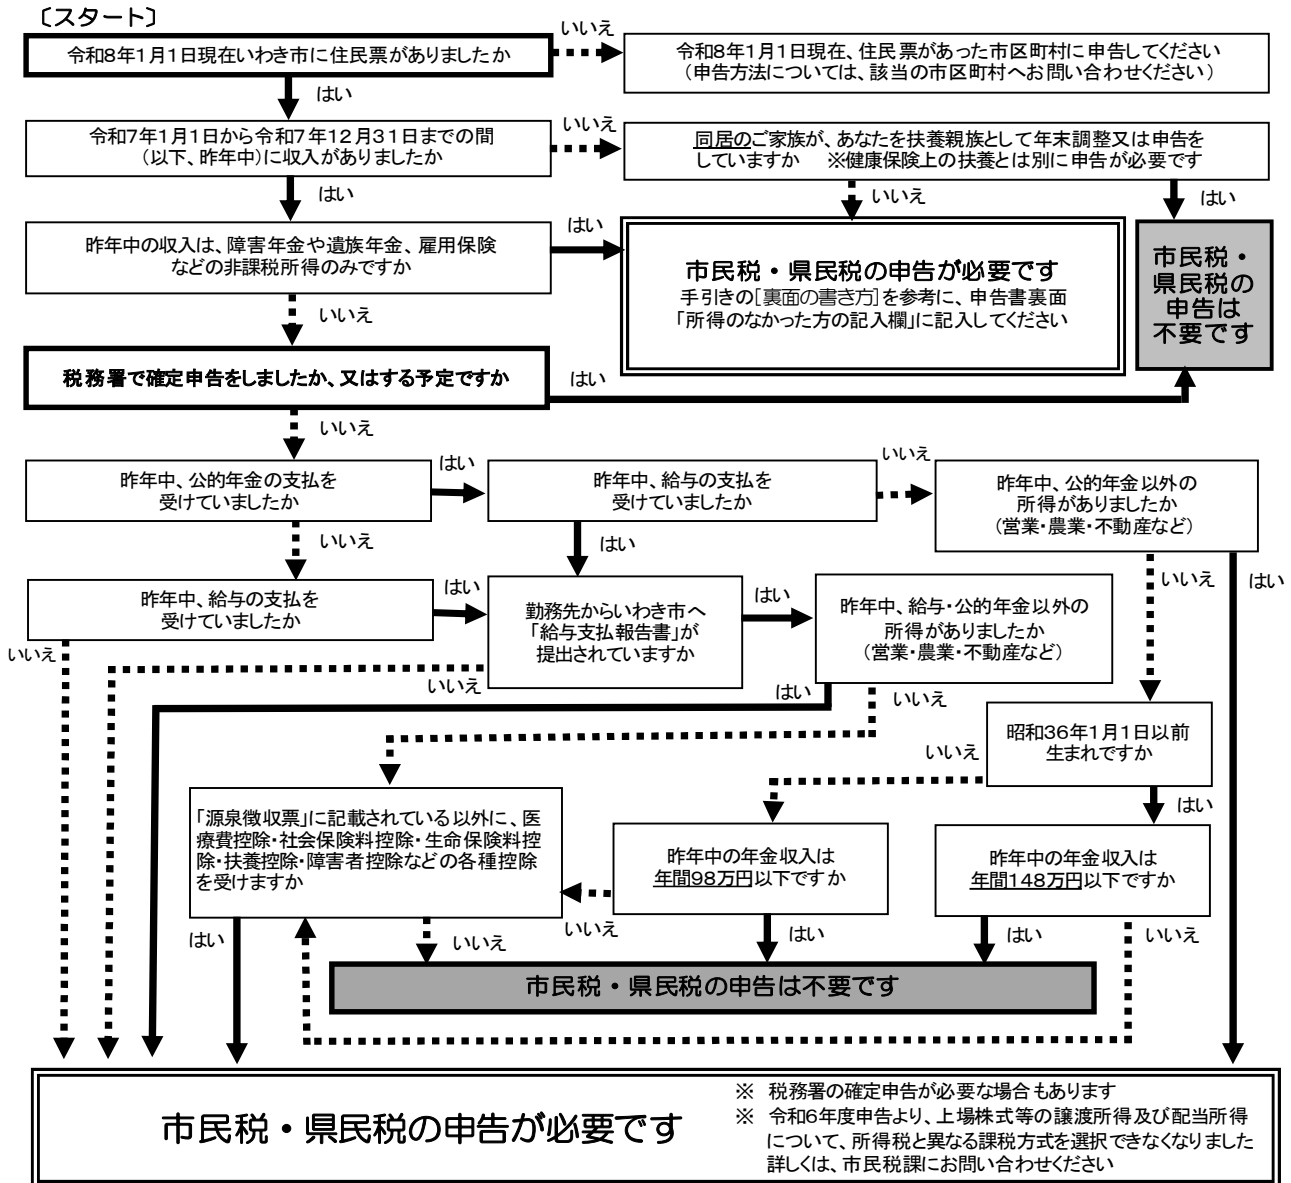 〔スタート〕
令和8年1月1日現在いわき市に住民票がありましたか
いいえ
令和8年1月1日現在、住民票があった市区町村に申告してください
（申告方法については、該当の市区町村へお問い合わせください）
はい
令和7年1月1日から令和7年12月31日までの間
（以下、昨年中）に収入がありましたか
いいえ
同居のご家族が、あなたを扶養親族として年末調整又は申告を
していますか　※健康保険上の扶養とは別に申告が必要です
はい
いいえ
はい
昨年中の収入は、障害年金や遺族年金、雇用保険
などの非課税所得のみですか
はい
市民税・県民税の申告が必要です
手引きの［裏面の書き方］を参考に、申告書裏面
「所得のなかった方の記入欄」に記入してください
市民税・
県民税の
申告は
不要です
いいえ
税務署で確定申告をしましたか、又はする予定ですか
はい
いいえ
昨年中、公的年金の支払を
受けていましたか
はい
昨年中、給与の支払を
受けていましたか
いいえ
昨年中、公的年金以外の
所得がありましたか
（営業・農業・不動産など）
いいえ
はい
いいえ
はい
昨年中、給与の支払を
受けていましたか
はい
勤務先からいわき市へ
「給与支払報告書」が
提出されていますか
はい
昨年中、給与・公的年金以外の
所得がありましたか
（営業・農業・不動産など）
いいえ
いいえ
はい
いいえ
昭和36年1月1日以前
生まれですか
いいえ
はい
「源泉徴収票」に記載されている以外に、医
療費控除・社会保険料控除・生命保険料控
除・扶養控除・障害者控除などの各種控除
を受けますか
昨年中の年金収入は
年間98万円以下ですか
昨年中の年金収入は
年間148万円以下ですか
はい
いいえ
いいえ
はい
はい
いいえ
市民税・県民税の申告は不要です
市民税・県民税の申告が必要です
※　税務署の確定申告が必要な場合もあります
※　令和6年度申告より、上場株式等の譲渡所得及び配当所得
について、所得税と異なる課税方式を選択できなくなりました
詳しくは、市民税課にお問い合わせください